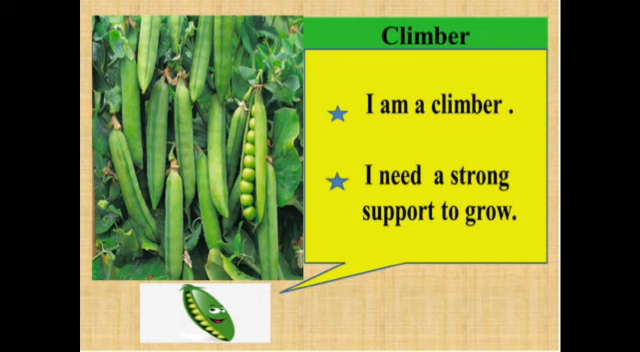 Climber
I am a climber .
I need a strong
support to grow.